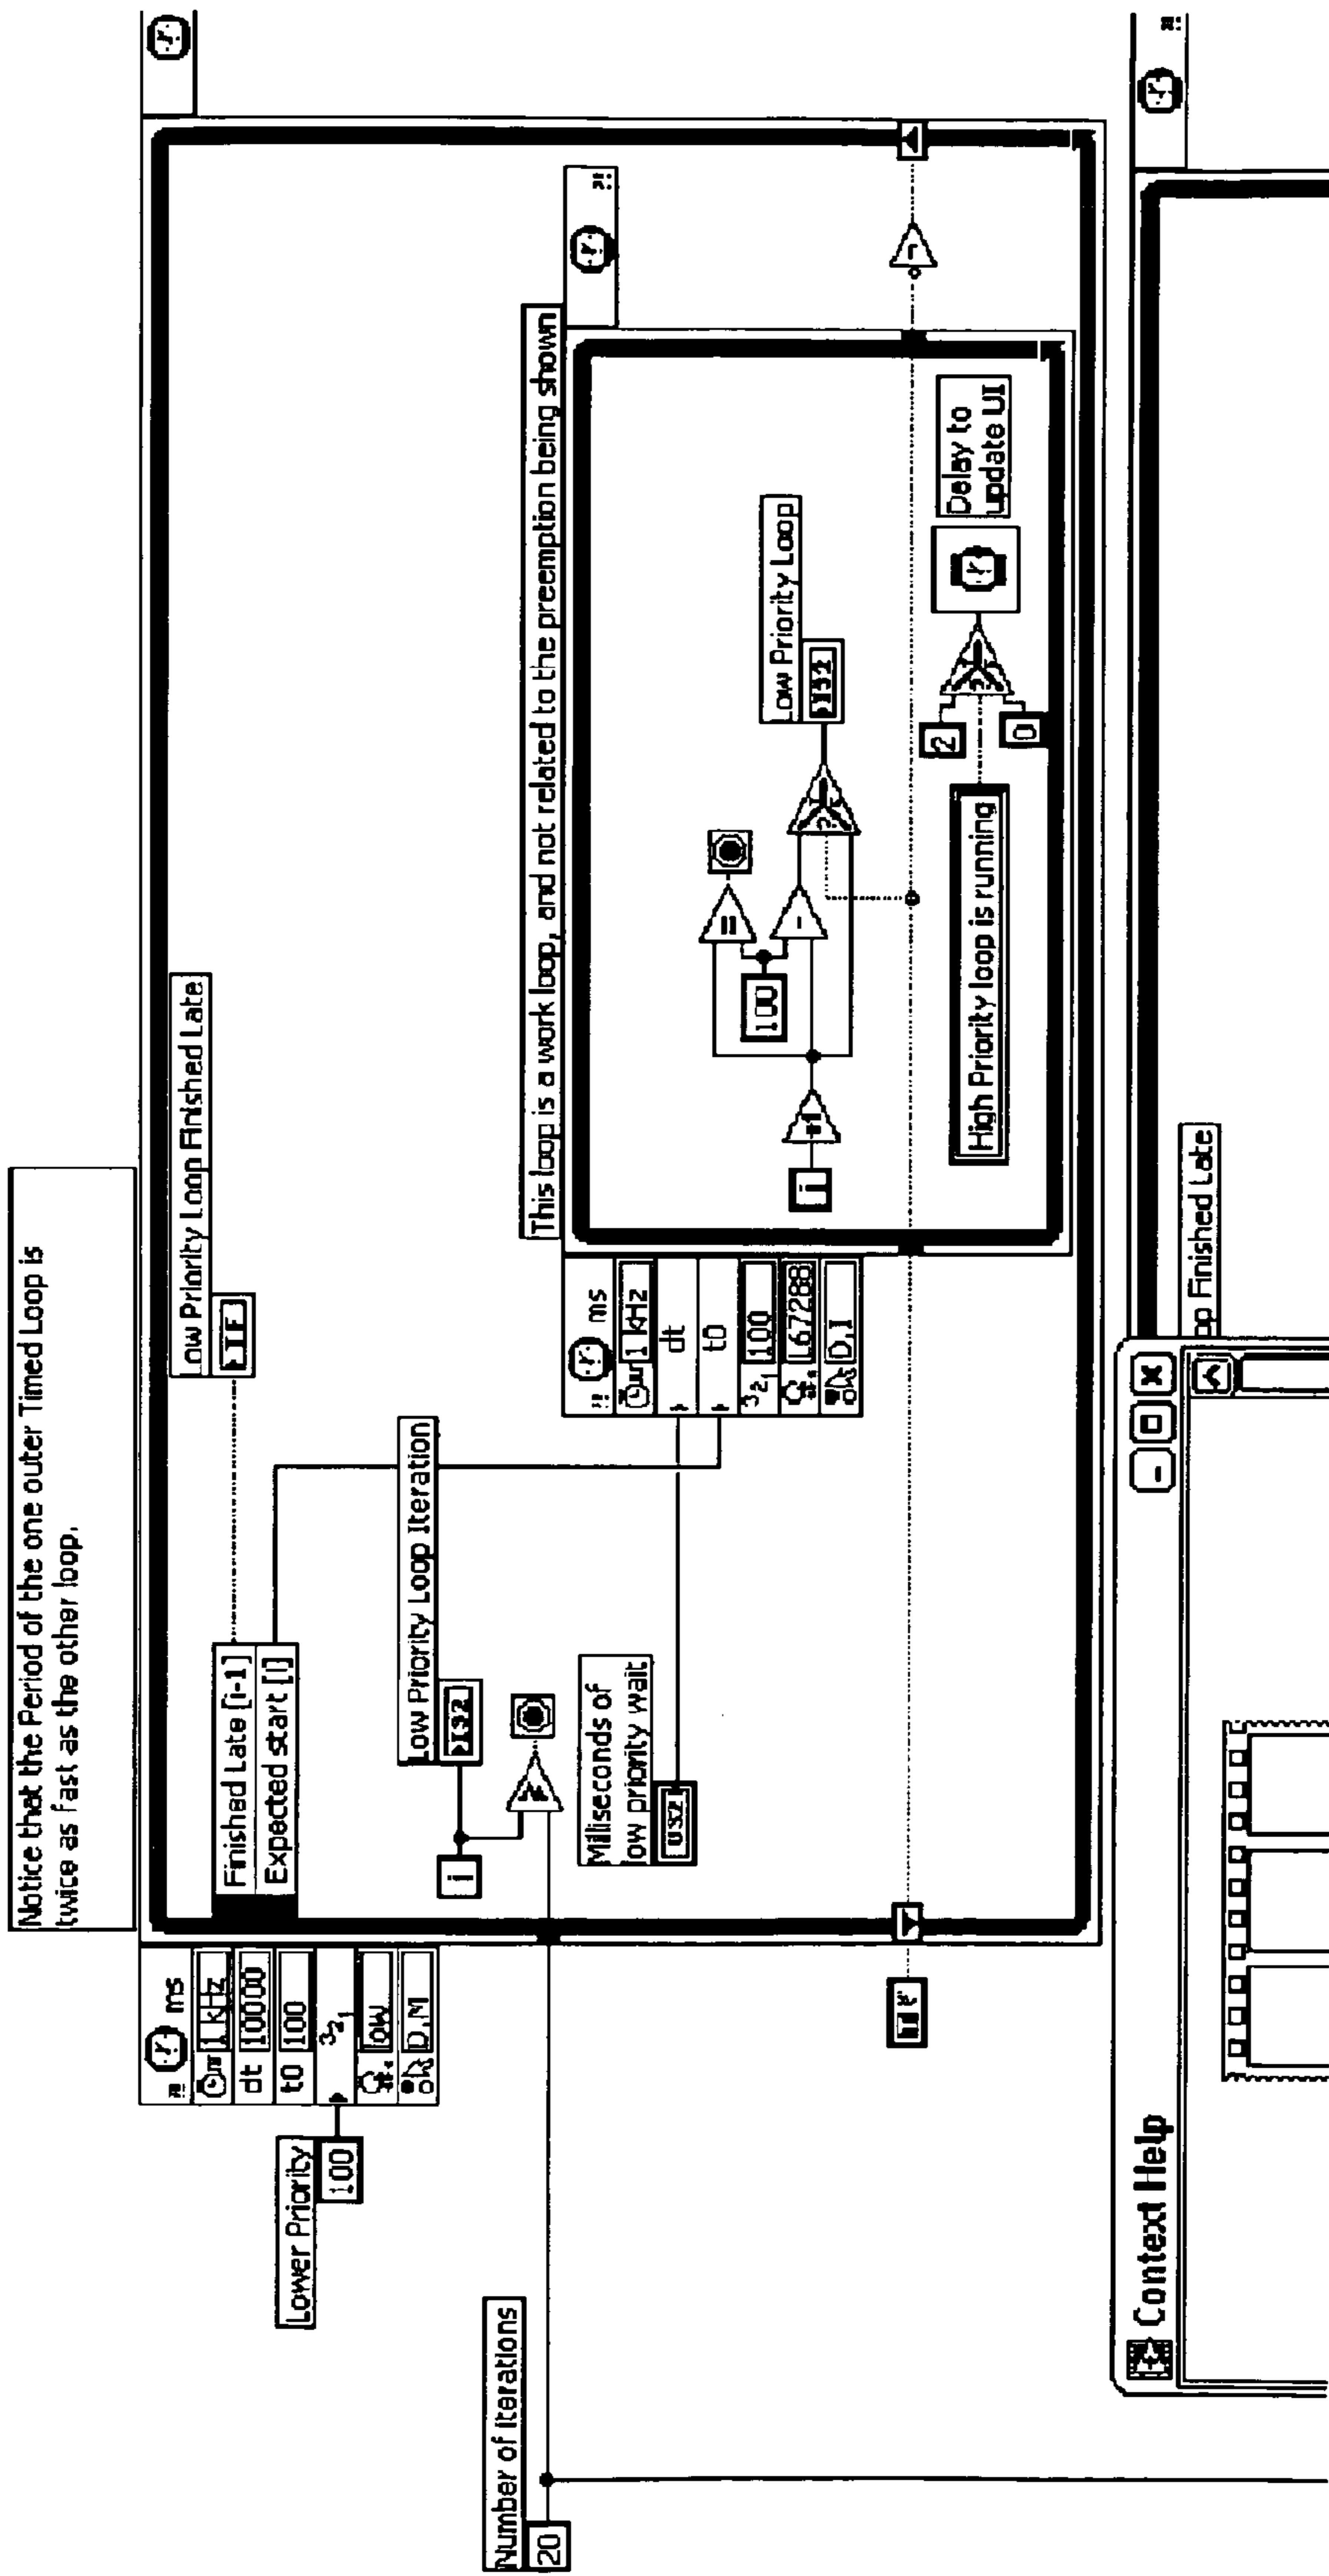 Notice that the Period of the one outer Timed Loop is
twice as fast as the other loop.
Lower Priority
100
ms
1 kHz
dt 10000
t0 100
low
D,M
Finished Late [i-1]
Expected start [i]
Low Priority Loop Finished Late
TF
Number of iterations
20
i
Low Priority Loop Iteration
I32
Milliseconds of
low priority wait
U32
This loop is a work loop, and not related to the preemption being shown
ms
1 kHz
dt
t0
100
L67288
D,I
i
+1
100
=
-
?
Low Priority Loop
I32
High Priority loop is running
2
0
?
Delay to
update UI
Context Help
op Finished Late